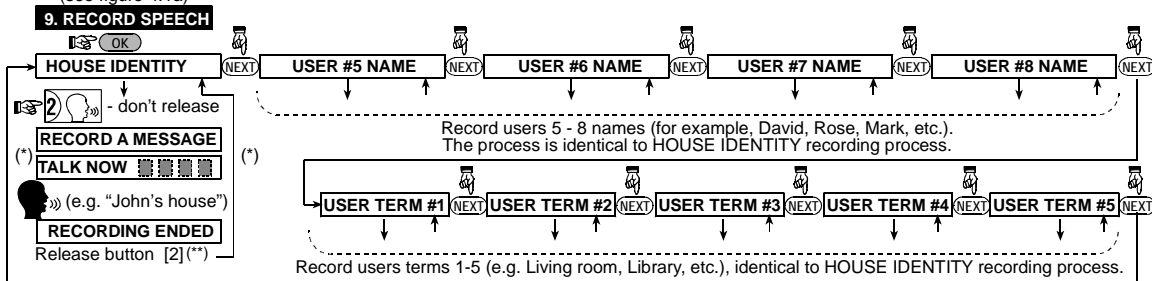 (see figure 4.1a)
9. RECORD SPEECH
OK
HOUSE IDENTITY NEXT USER #5 NAME NEXT USER #6 NAME NEXT USER #7 NAME NEXT USER #8 NAME NEXT
2) - don't release
RECORD A MESSAGE
(*) TALK NOW (*)
(e.g. “John's house”)
RECORDING ENDED
Release button [2] (**)
Record users 5 - 8 names (for example, David, Rose, Mark, etc.).
The process is identical to HOUSE IDENTITY recording process.
USER TERM #1 NEXT USER TERM #2 NEXT USER TERM #3 NEXT USER TERM #4 NEXT USER TERM #5 NEXT
Record users terms 1-5 (e.g. Living room, Library, etc.), identical to HOUSE IDENTITY recording process.